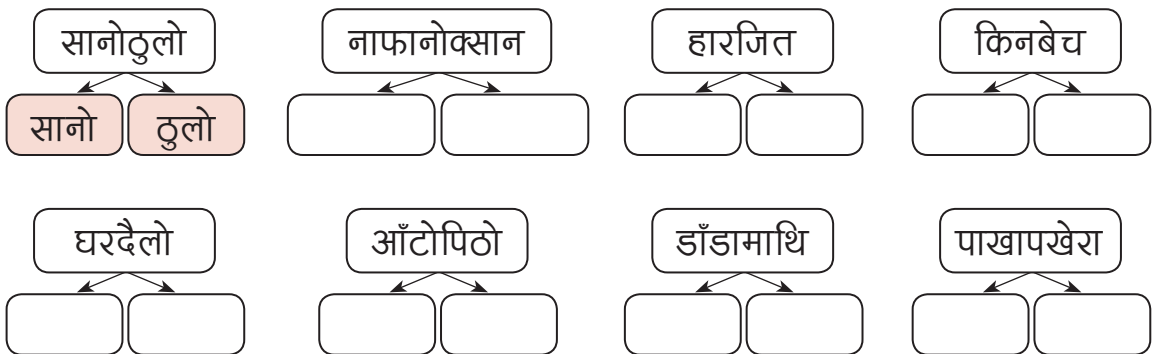 सानोठुलो नाफानोक्सान हारजित किनबेच
सानो ठुलो
घरदैलो आँटोपिठो डाँडामाथि पाखापखेरा